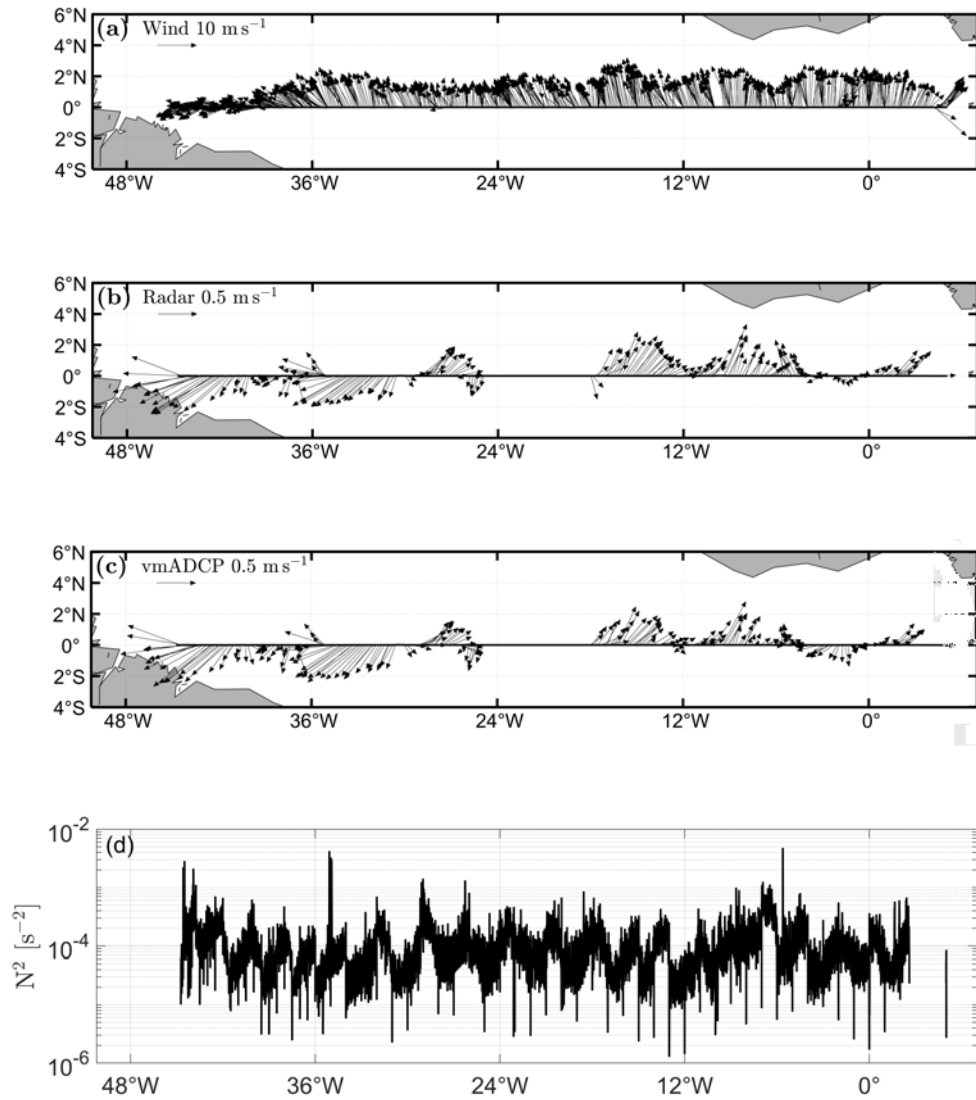 6°N
(a) Wind 10 m s⁻¹
4°N
2°N
0°
2°S
4°S
48°W 36°W 24°W 12°W 0°
6°N
(b) Radar 0.5 m s⁻¹
4°N
2°N
0°
2°S
4°S
48°W 36°W 24°W 12°W 0°
6°N
(c) vmADCP 0.5 m s⁻¹
4°N
2°N
0°
2°S
4°S
48°W 36°W 24°W 12°W 0°
10⁻²
(d)
N² [s⁻²]
10⁻⁴
10⁻⁶
48°W 36°W 24°W 12°W 0°